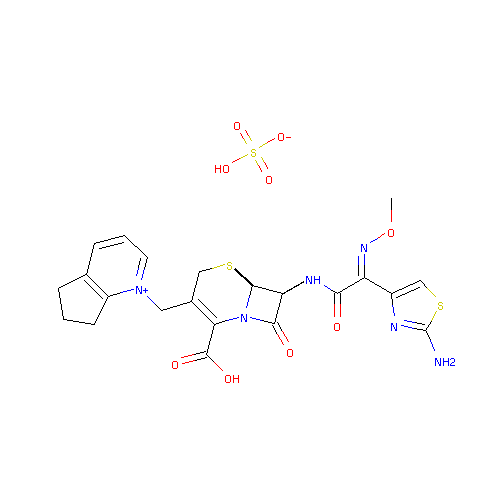 O O-
S
HO O
O
N
S NH N O
N+ O
N S
O N
O OH O NH2